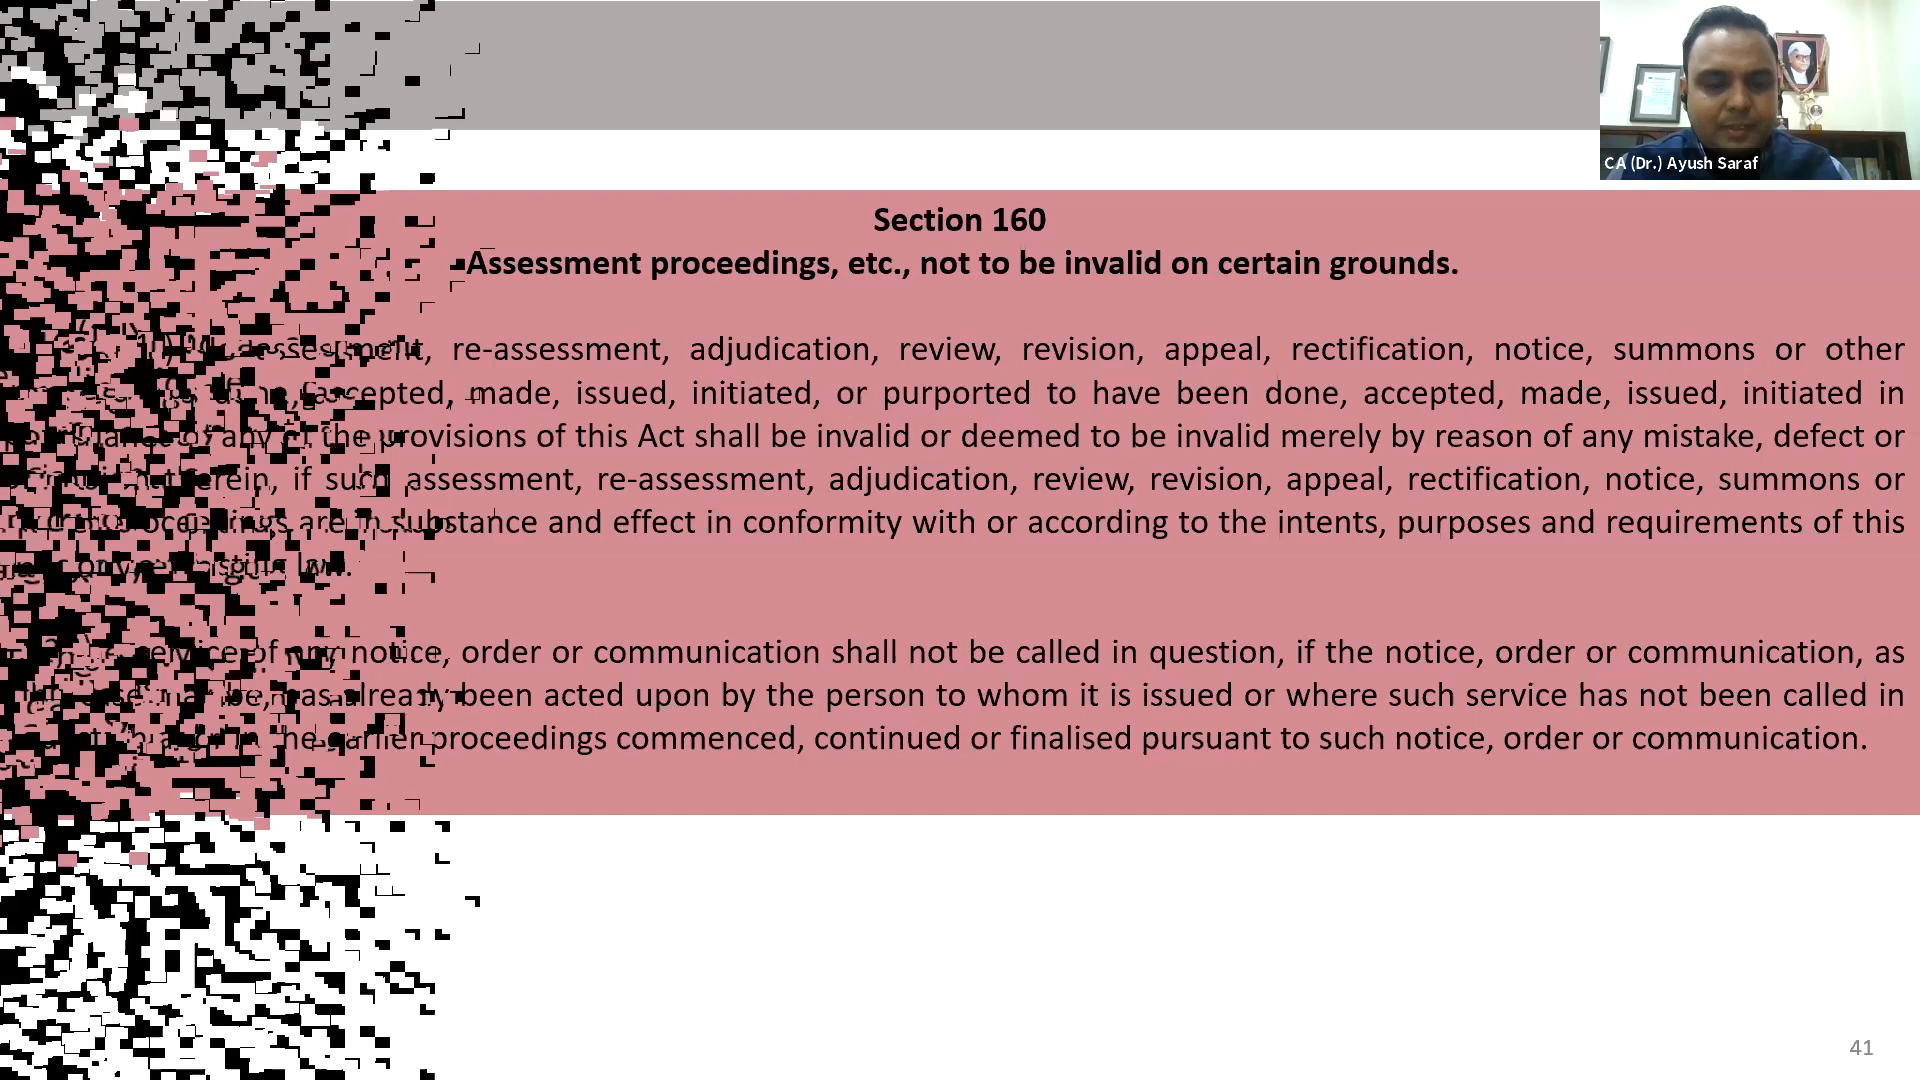 CA (Dr.) Ayush Saraf
Section 160
Assessment proceedings, etc., not to be invalid on certain grounds.
re-assessment, adjudication, review, revision, appeal, rectification, notice, summons or other
made, issued, initiated, or purported to have been done, accepted, made, issued, initiated in
any of the provisions of this Act shall be invalid or deemed to be invalid merely by reason of any mistake, defect or
if such assessment, re-assessment, adjudication, review, revision, appeal, rectification, notice, summons or
proceedings are in substance and effect in conformity with or according to the intents, purposes and requirements of this
service of any notice, order or communication shall not be called in question, if the notice, order or communication, as
may be, has already been acted upon by the person to whom it is issued or where such service has not been called in
in the earlier proceedings commenced, continued or finalised pursuant to such notice, order or communication.
41